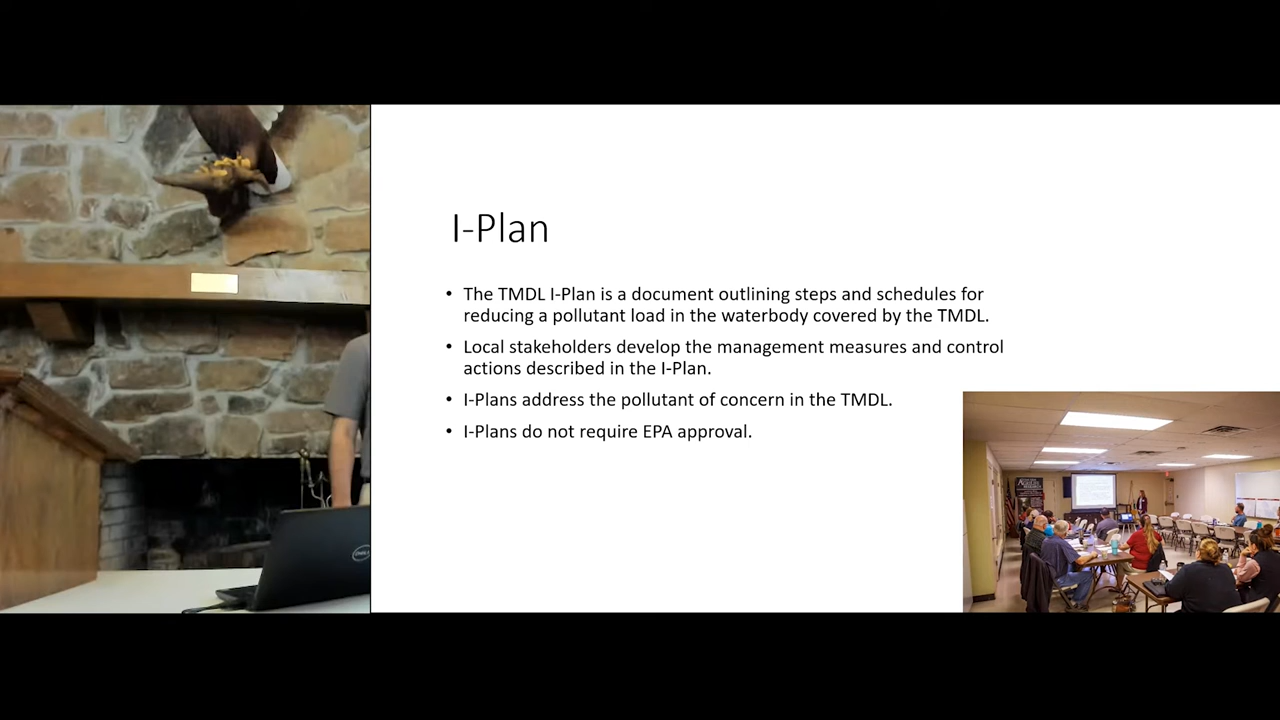 I-Plan
• The TMDL I-Plan is a document outlining steps and schedules for
reducing a pollutant load in the waterbody covered by the TMDL.
• Local stakeholders develop the management measures and control
actions described in the I-Plan.
• I-Plans address the pollutant of concern in the TMDL.
• I-Plans do not require EPA approval.
DELL